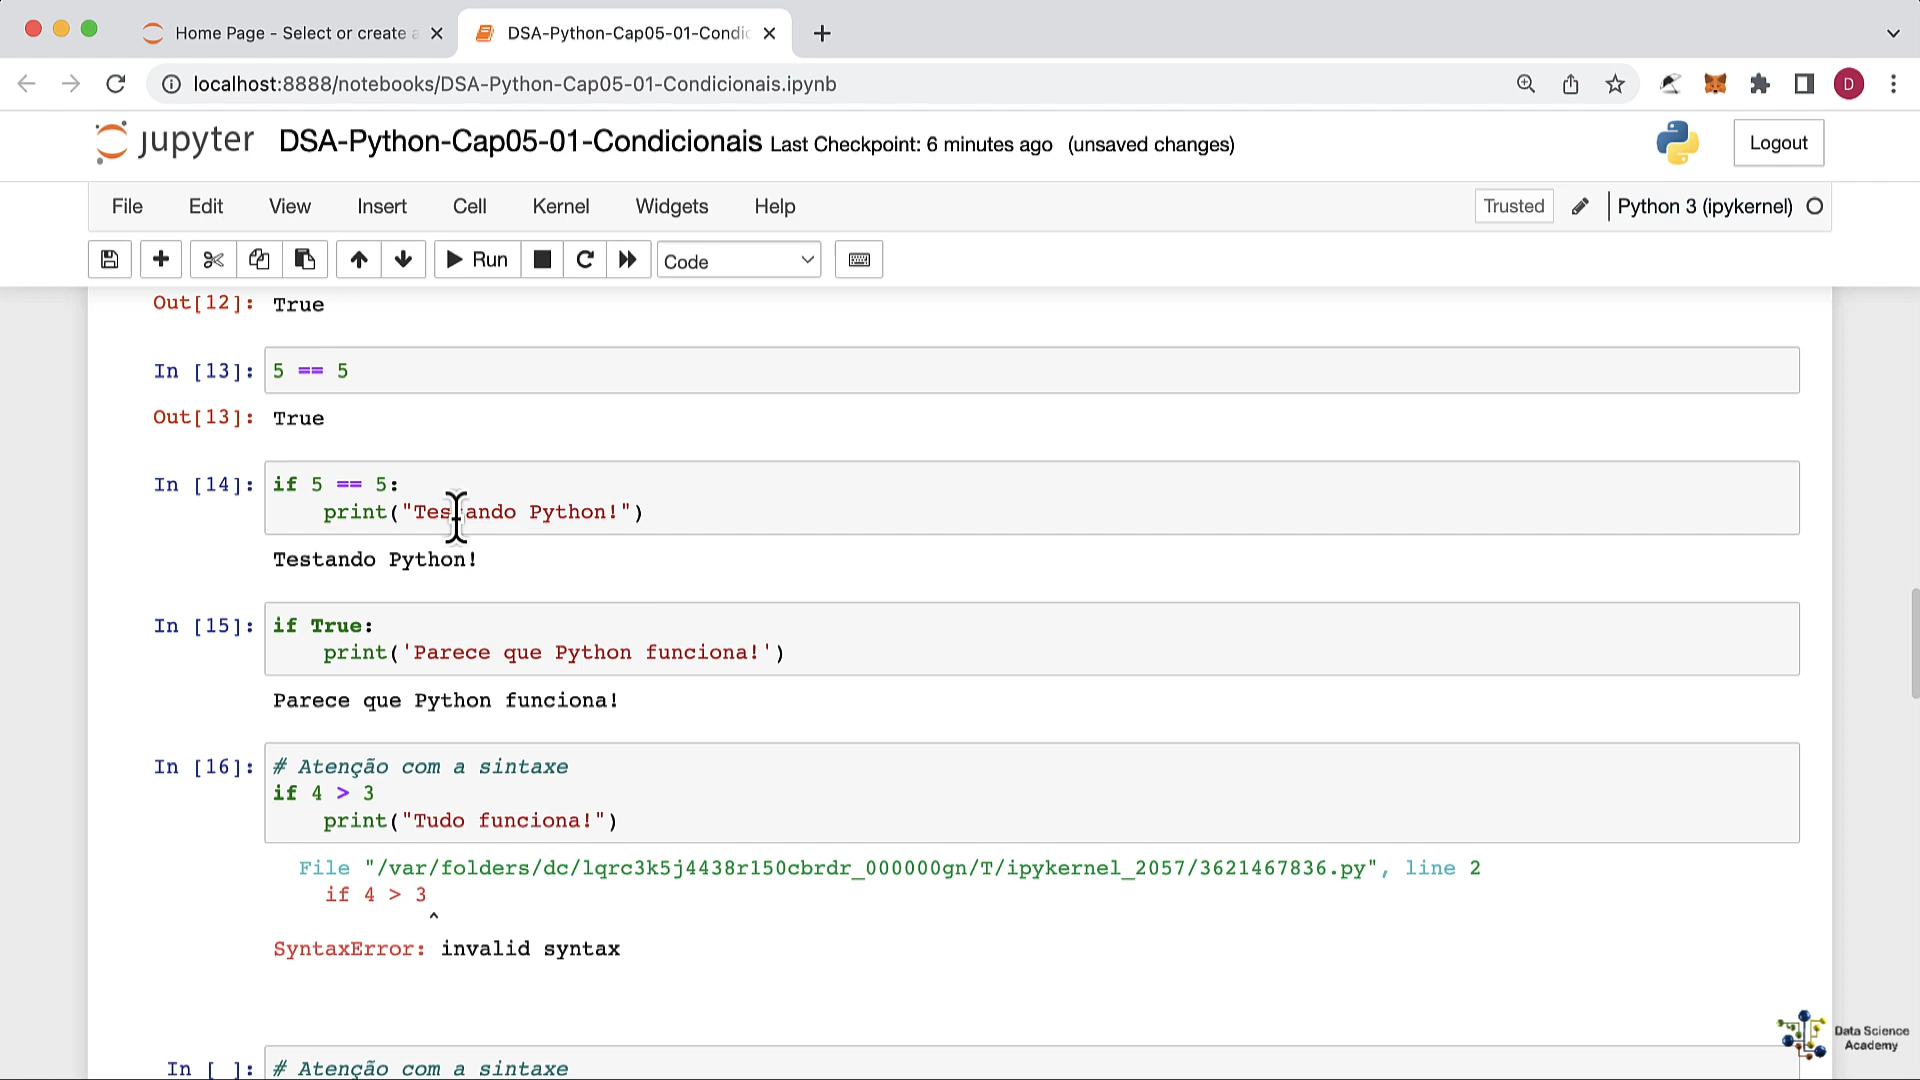 Home Page - Select or create a
DSA-Python-Cap05-01-Condic
localhost:8888/notebooks/DSA-Python-Cap05-01-Condicionais.ipynb
D
jupyter DSA-Python-Cap05-01-Condicionais Last Checkpoint: 6 minutes ago (unsaved changes)
Logout
File Edit View Insert Cell Kernel Widgets Help
Trusted Python 3 (ipykernel)
Run Code
Out[12]: True
In [13]: 5 == 5
Out[13]: True
In [14]: if 5 == 5:
print("Testando Python!")
Testando Python!
In [15]: if True:
print('Parece que Python funciona!')
Parece que Python funciona!
In [16]: # Atenção com a sintaxe
if 4 > 3
print("Tudo funciona!")
File "/var/folders/dc/lqrc3k5j4438r150cbrdr_000000gn/T/ipykernel_2057/3621467836.py", line 2
if 4 > 3
^
SyntaxError: invalid syntax
In [ ]: # Atenção com a sintaxe
Data Science
Academy